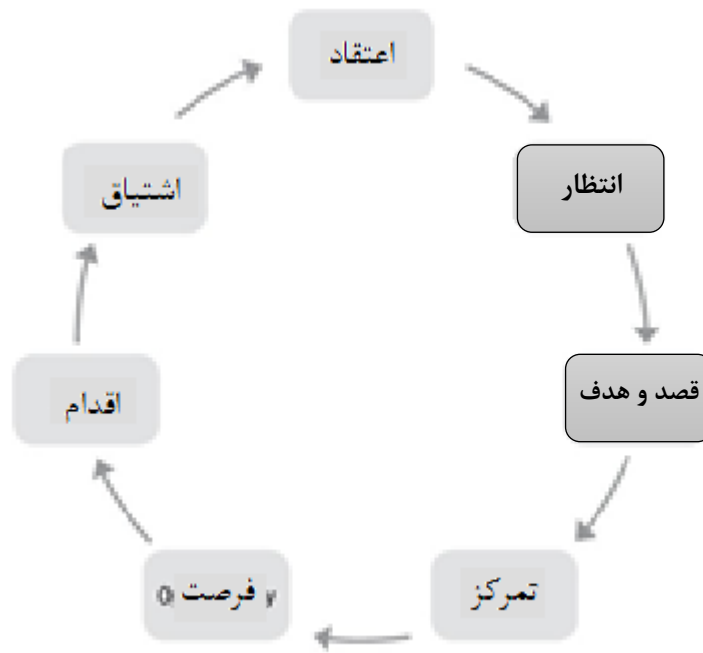 اعتقاد
انتظار
قصد و هدف
تمرکز
فرصت
اقدام
اشتیاق